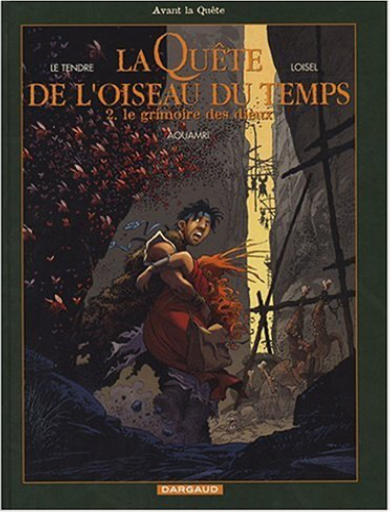 Avant la Quête
LE TENDRE
LOISEL
LA QUÊTE
DE L'OISEAU DU TEMPS
2. le grimoire des dieux
AOUAMRI
DARGAUD